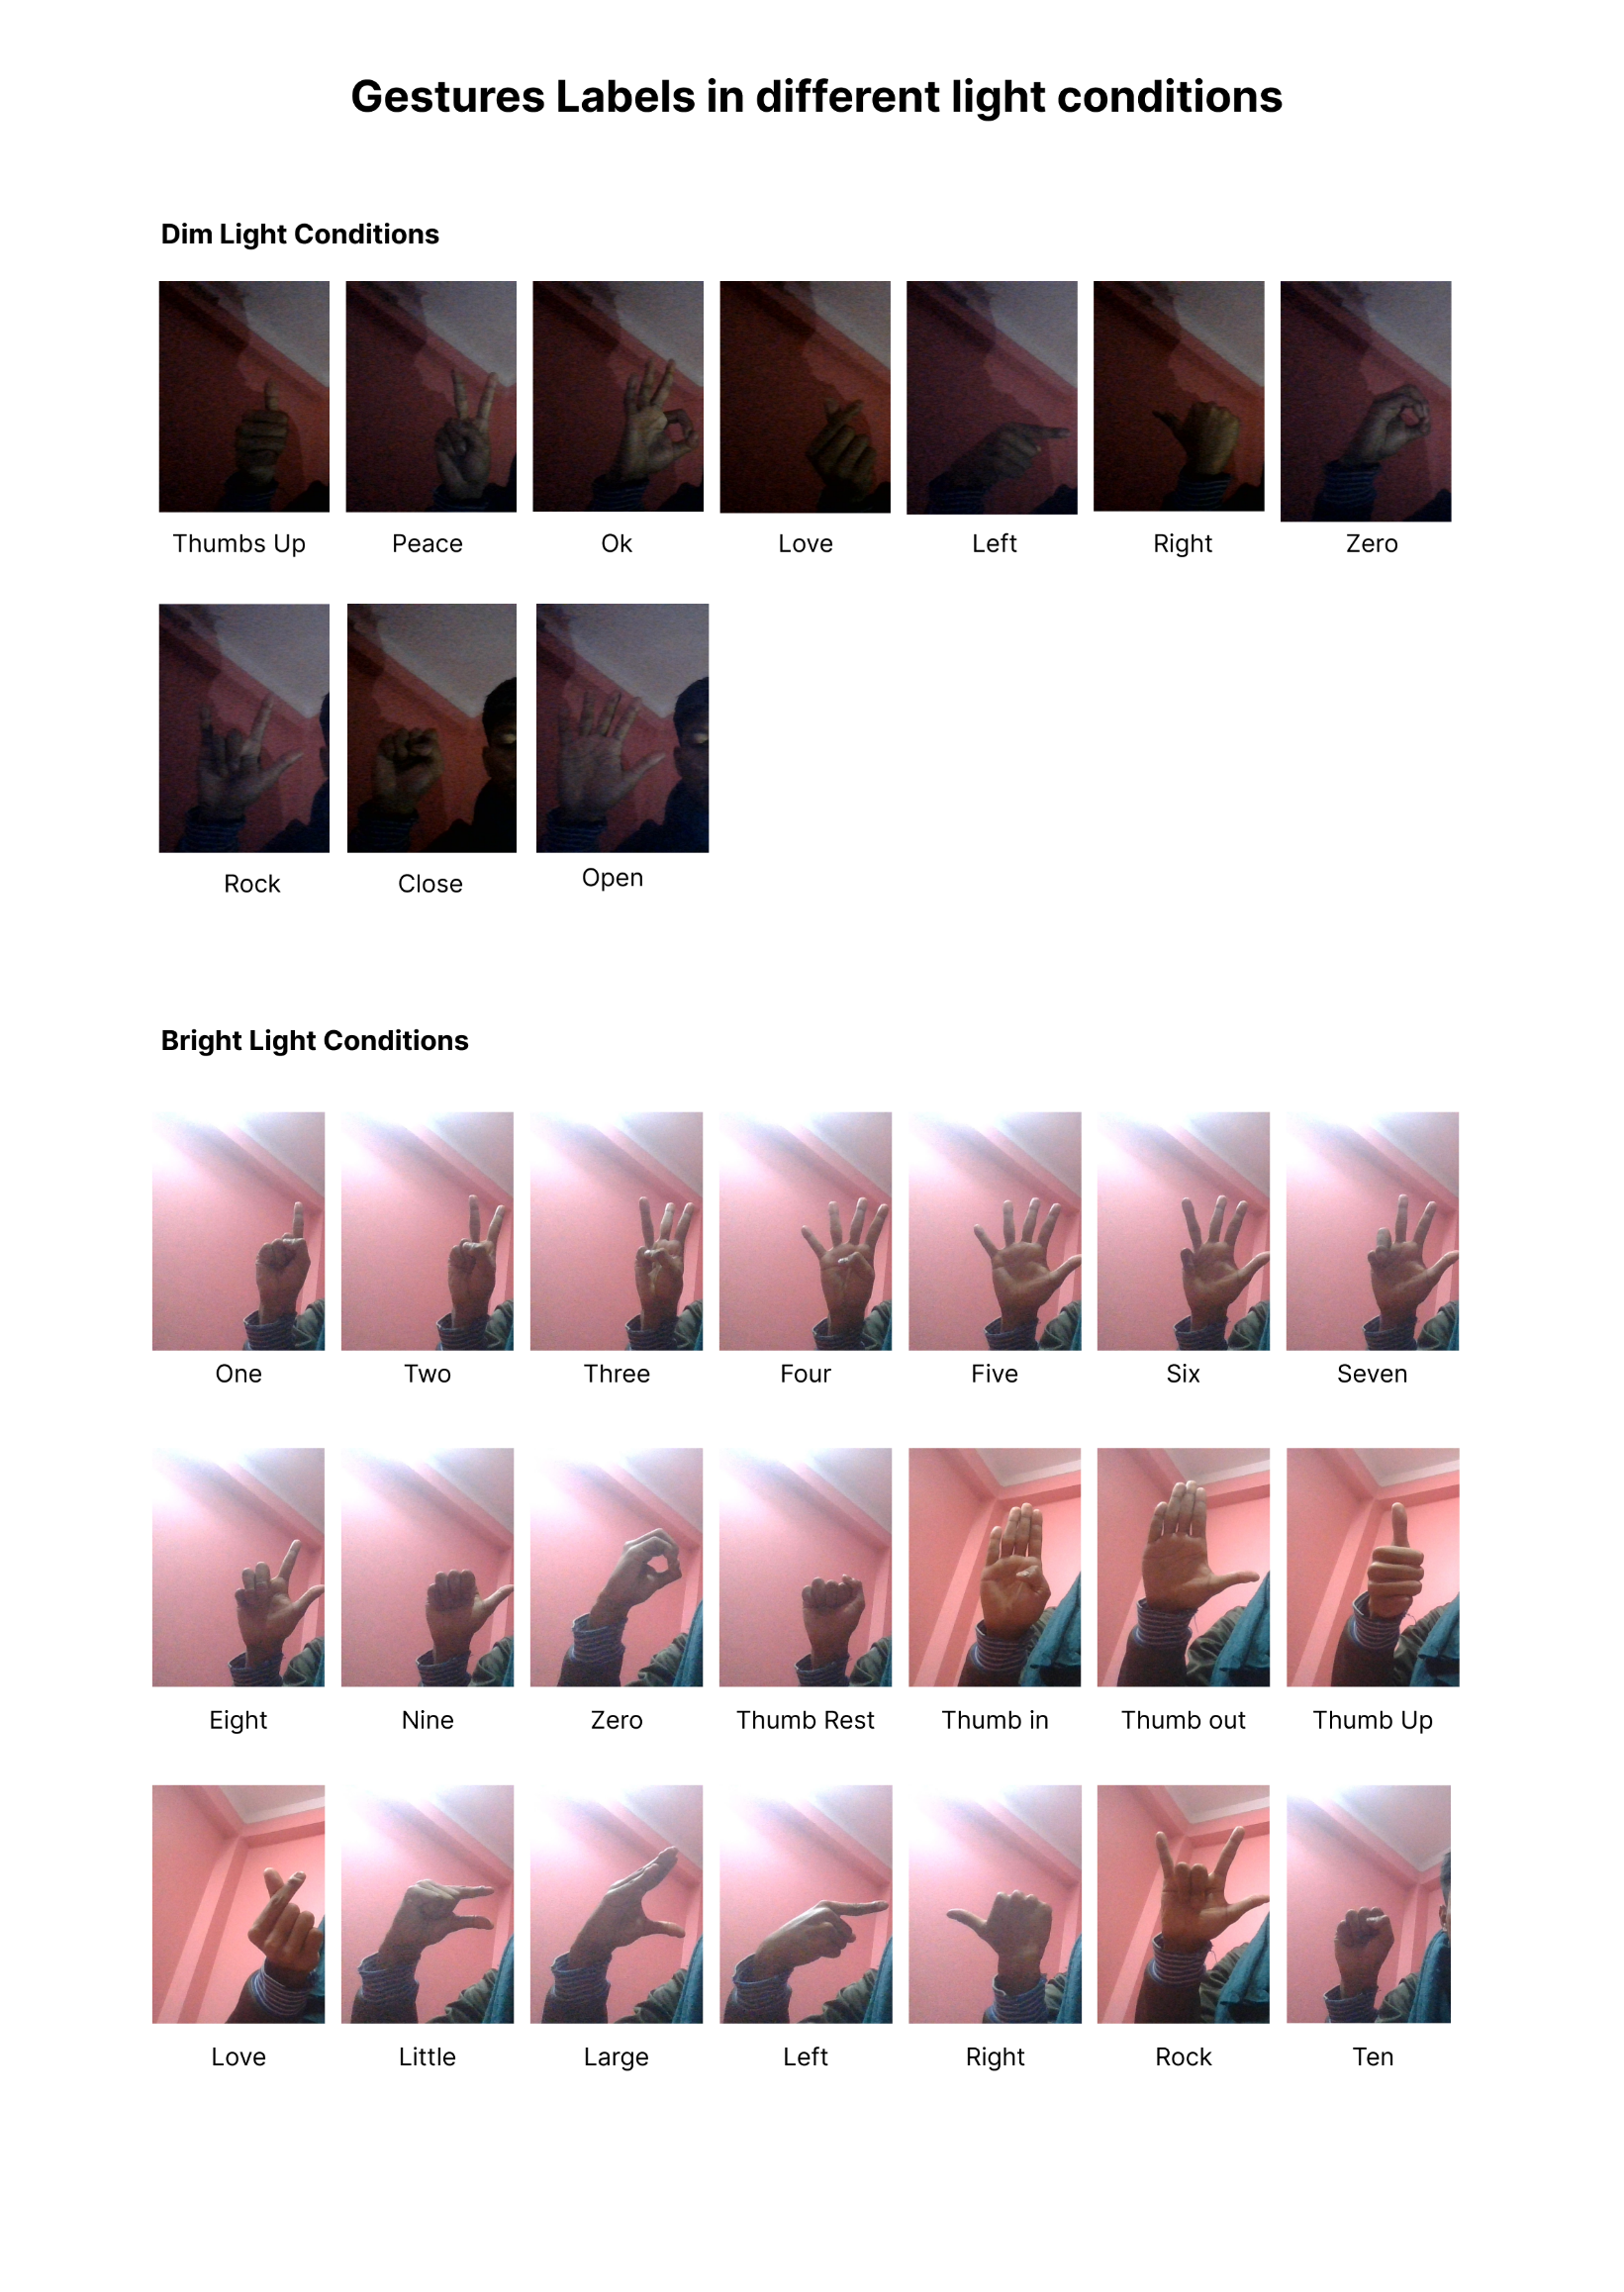 Gestures Labels in different light conditions
Dim Light Conditions
Thumbs Up Peace Ok Love Left Right Zero
Rock Close Open
Bright Light Conditions
One Two Three Four Five Six Seven
Eight Nine Zero Thumb Rest Thumb in Thumb out Thumb Up
Love Little Large Left Right Rock Ten